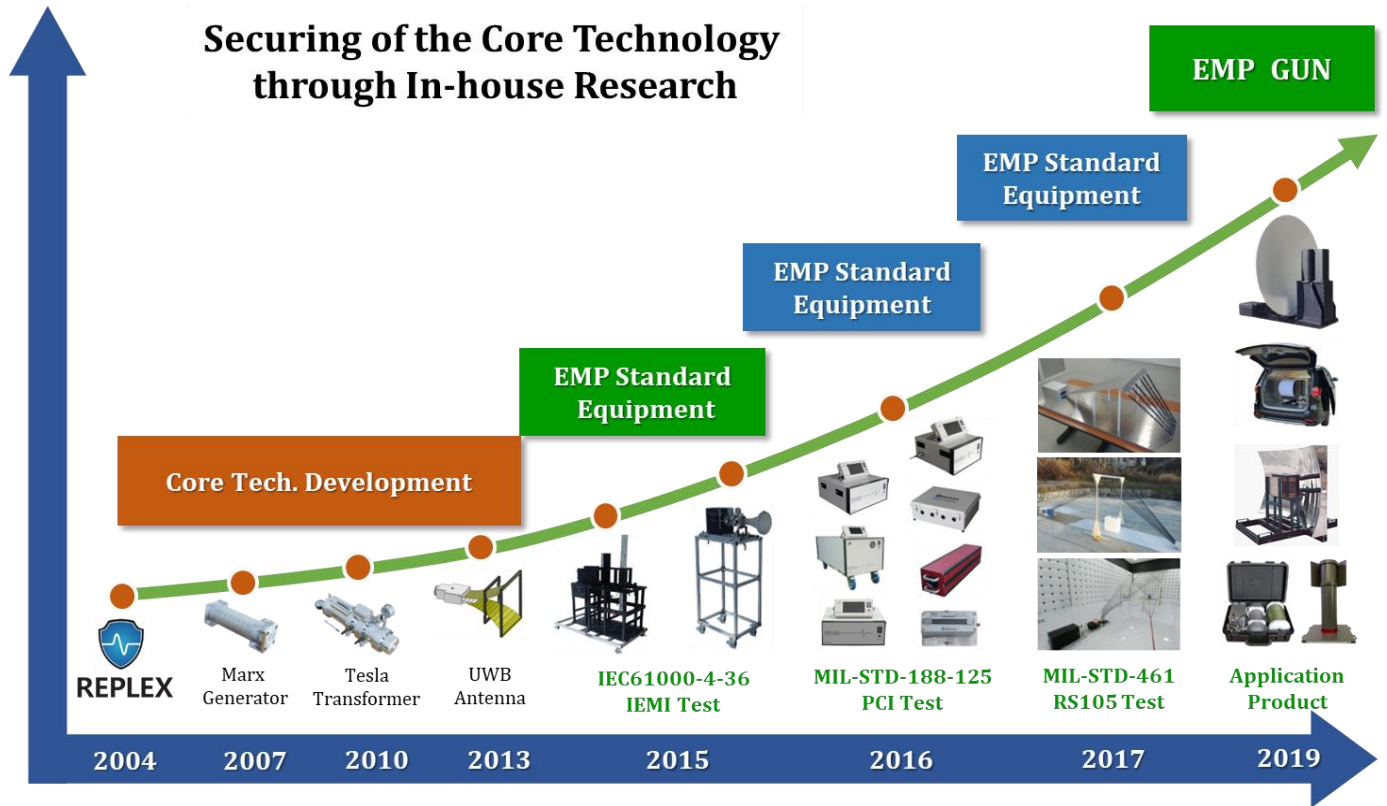 Securing of the Core Technology
through In-house Research
EMP GUN
EMP Standard
Equipment
EMP Standard
Equipment
EMP Standard
Equipment
Core Tech. Development
REPLEX
Marx
Generator
Tesla
Transformer
UWB
Antenna
IEC61000-4-36
IEMI Test
MIL-STD-188-125
PCI Test
MIL-STD-461
RS105 Test
Application
Product
2004
2007
2010
2013
2015
2016
2017
2019